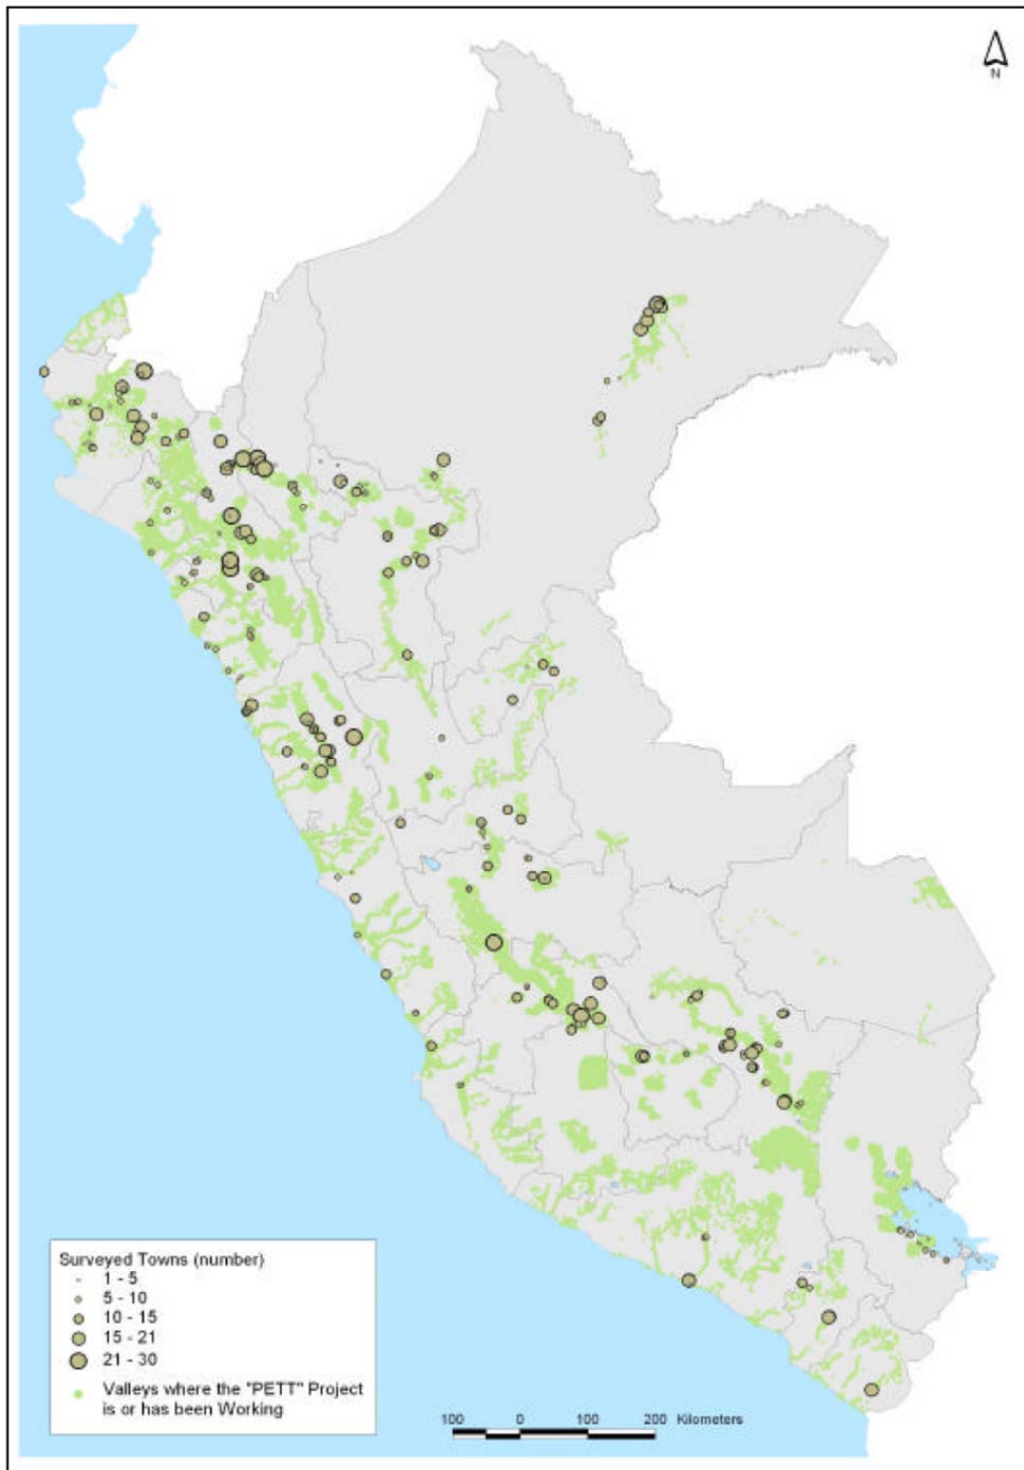 N
Surveyed Towns (number)
1 - 5
5 - 10
10 - 15
15 - 21
21 - 30
Valleys where the "PETT" Project
is or has been Working
100 0 100 200 Kilometers